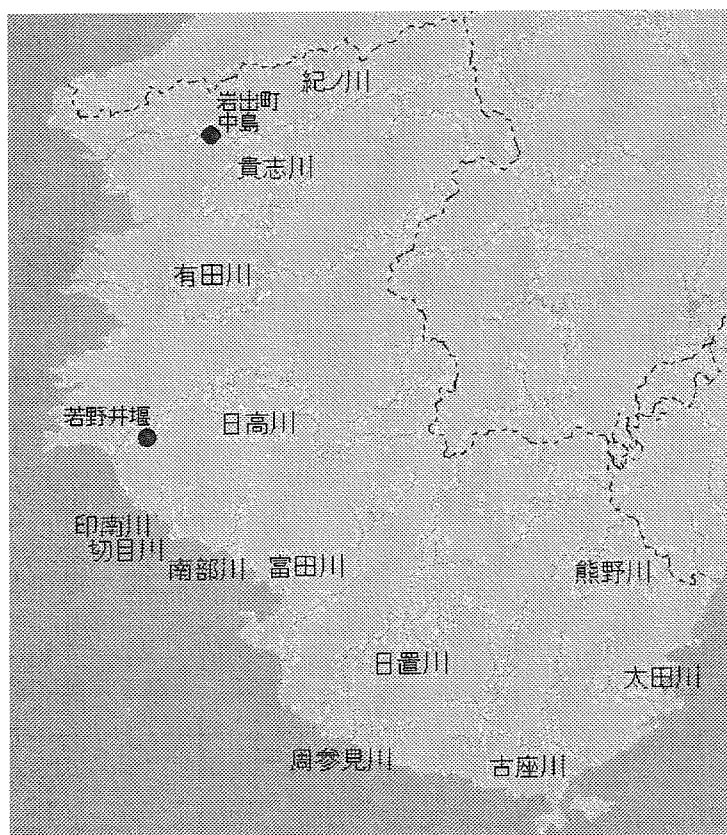 紀ノ川
岩出町
中島
貴志川
有田川
若野井堰
日高川
印南川
切目川
南部川
富田川
熊野川
日置川
太田川
周参見川
古座川